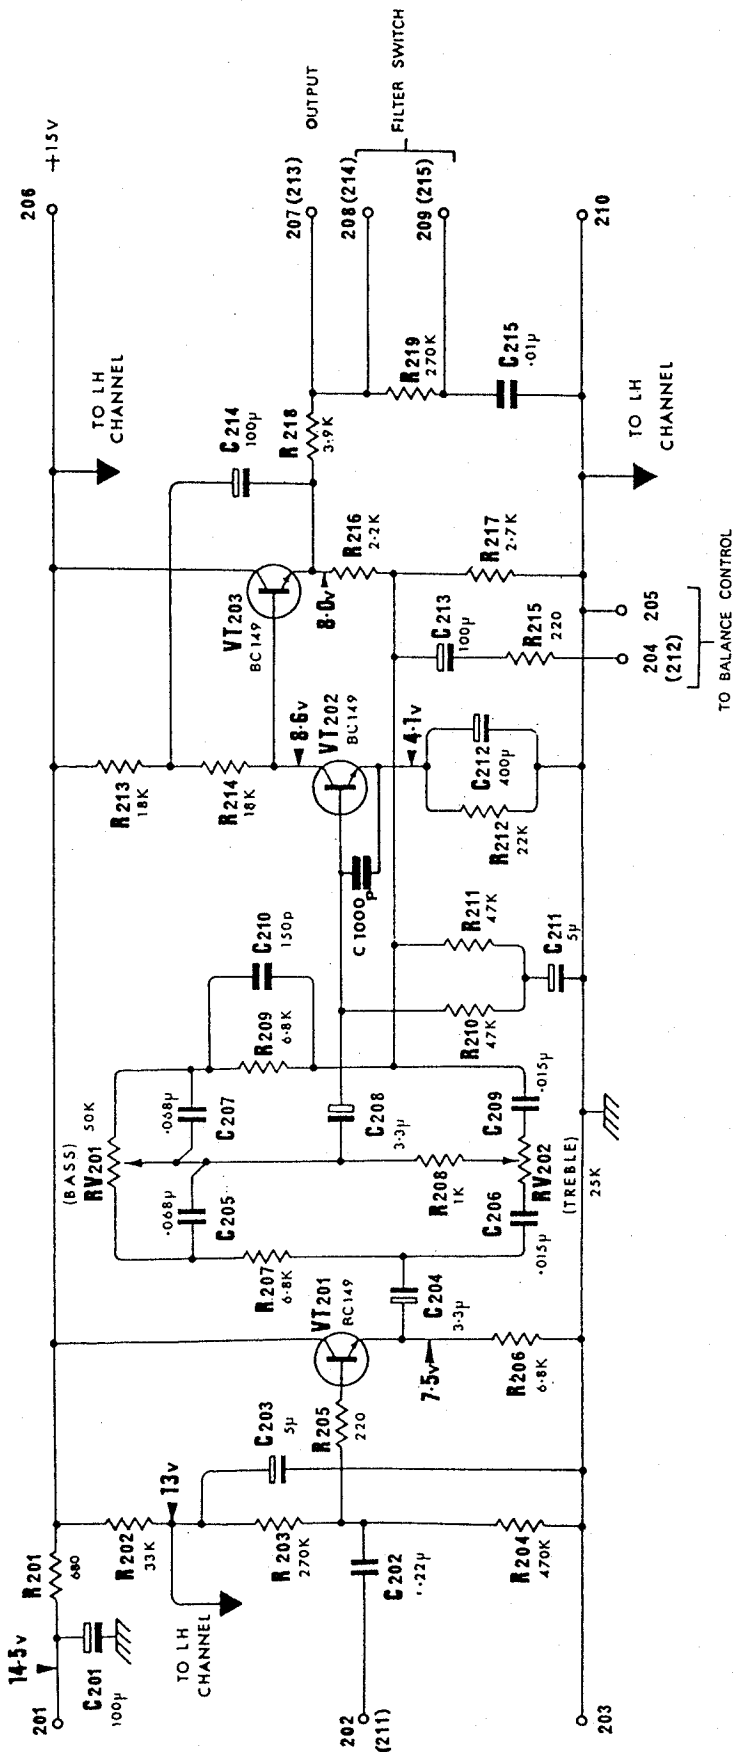 201
14·5v
C201
100µ
R201
680
R202
33K
13v
TO LH
CHANNEL
R203
270K
C203
5µ
202
(211)
C202
·22µ
R204
470K
203
R205
220
VT201
BC149
7·5v
R206
6·8K
C204
3·3µ
R207
6·8K
C205
·068µ
(BASS)
RV201
50K
C207
·068µ
R209
6·8K
C210
150p
C208
3·3µ
R208
1K
C206
·015µ
RV202
(TREBLE)
25K
C209
·015µ
R210
47K
R211
47K
C211
5µ
C1000p
R213
18K
R214
18K
8·6v
VT202
BC149
4·1v
R212
22K
C212
400µ
VT203
BC149
8·0v
C214
100µ
R216
2·2K
R217
2·7K
C213
100µ
R215
220
204
(212)
205
TO BALANCE CONTROL
R218
3·9K
R219
270K
C215
·01µ
TO LH
CHANNEL
TO LH
CHANNEL
206
+15V
207 (213)
OUTPUT
208 (214)
209 (215)
FILTER SWITCH
210